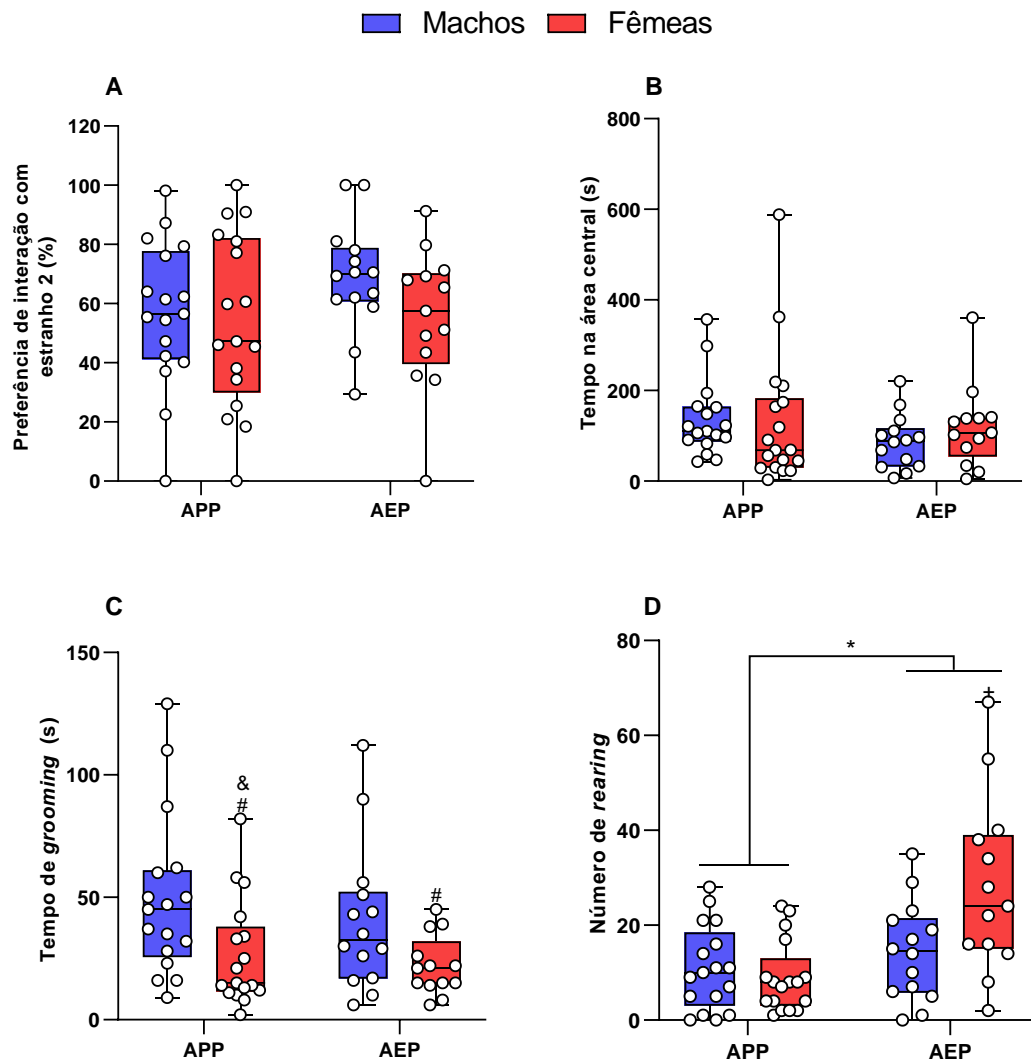 Machos Fêmeas
A
Preferência de interação com
estranho 2 (%)
120
100
80
60
40
20
0
APP AEP
B
Tempo na área central (s)
800
600
400
200
0
APP AEP
C
Tempo de grooming (s)
150
100
50
0
&
#
#
APP AEP
D
Número de rearing
80
60
40
20
0
*
+
APP AEP